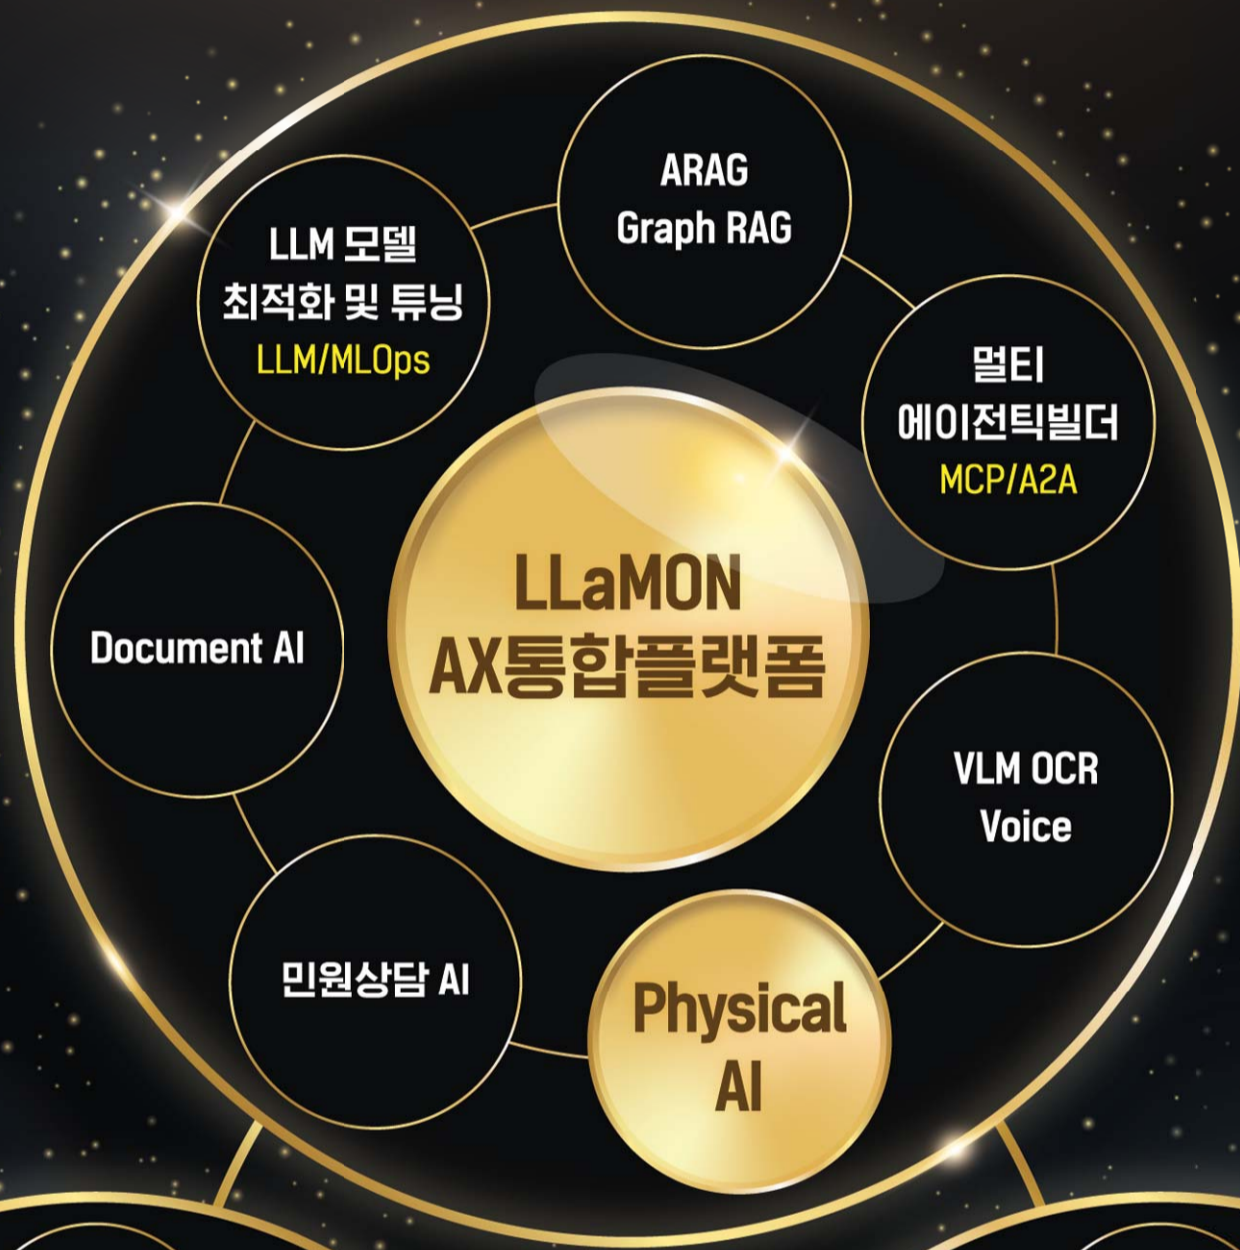 ARAG
Graph RAG
LLM 모델
최적화 및 튜닝
LLM/MLOps
멀티
에이전틱빌더
MCP/A2A
LLaMON
AX통합플랫폼
Document AI
VLM OCR
Voice
민원상담 AI
Physical
AI